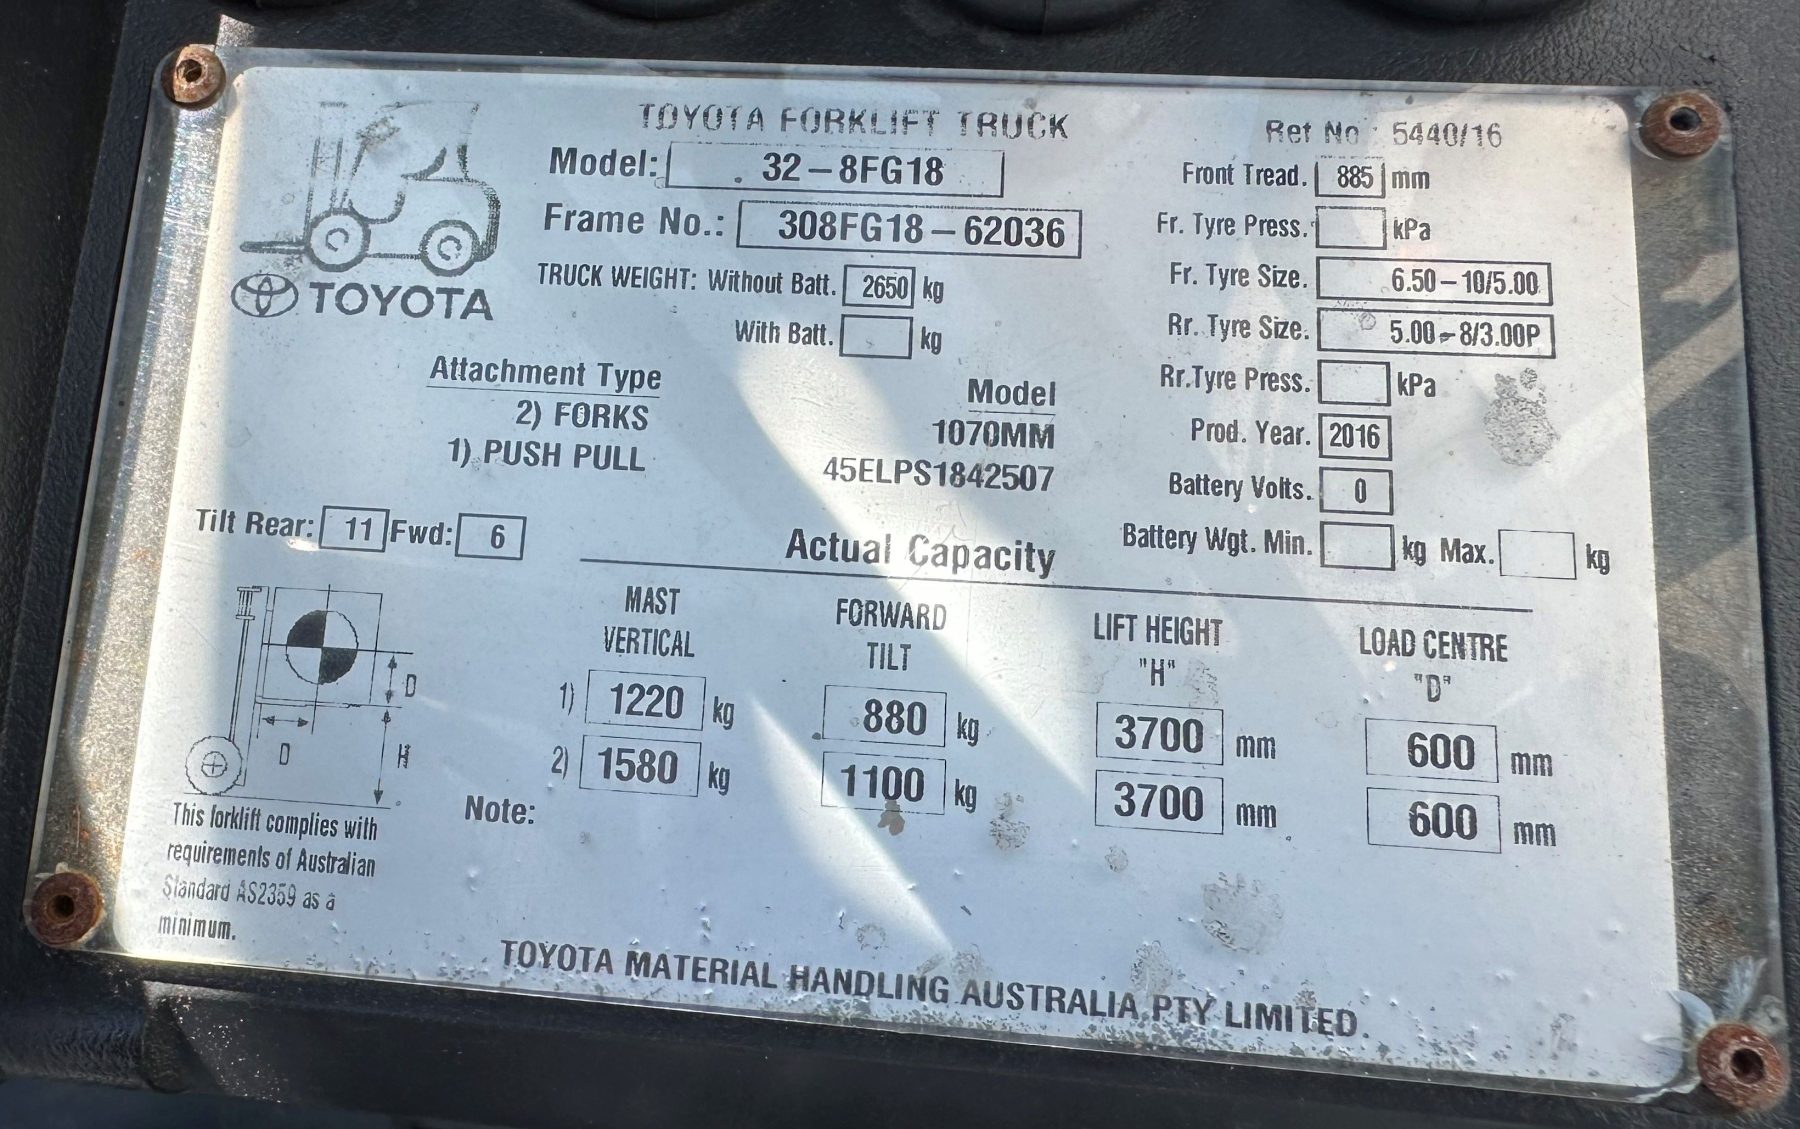 TOYOTA FORKLIFT TRUCK
Ref No : 5440/16
Model: 32-8FG18
Front Tread. 885 mm
Frame No.: 308FG18-62036
Fr. Tyre Press. kPa
TRUCK WEIGHT: Without Batt. 2650 kg
Fr. Tyre Size. 6.50-10/5.00
TOYOTA
With Batt. kg
Rr. Tyre Size. 5.00-8/3.00P
Attachment Type
Model
Rr.Tyre Press. kPa
2) FORKS 1070MM
Prod. Year. 2016
1) PUSH PULL 45ELPS1842507
Battery Volts. 0
Tilt Rear: 11 Fwd: 6
Actual Capacity
Battery Wgt. Min. kg Max. kg
MAST VERTICAL
FORWARD TILT
LIFT HEIGHT "H"
LOAD CENTRE "D"
1) 1220 kg 880 kg 3700 mm 600 mm
2) 1580 kg 1100 kg 3700 mm 600 mm
D
D
H
Note:
This forklift complies with
requirements of Australian
Standard AS2359 as a
minimum.
TOYOTA MATERIAL HANDLING AUSTRALIA PTY LIMITED.